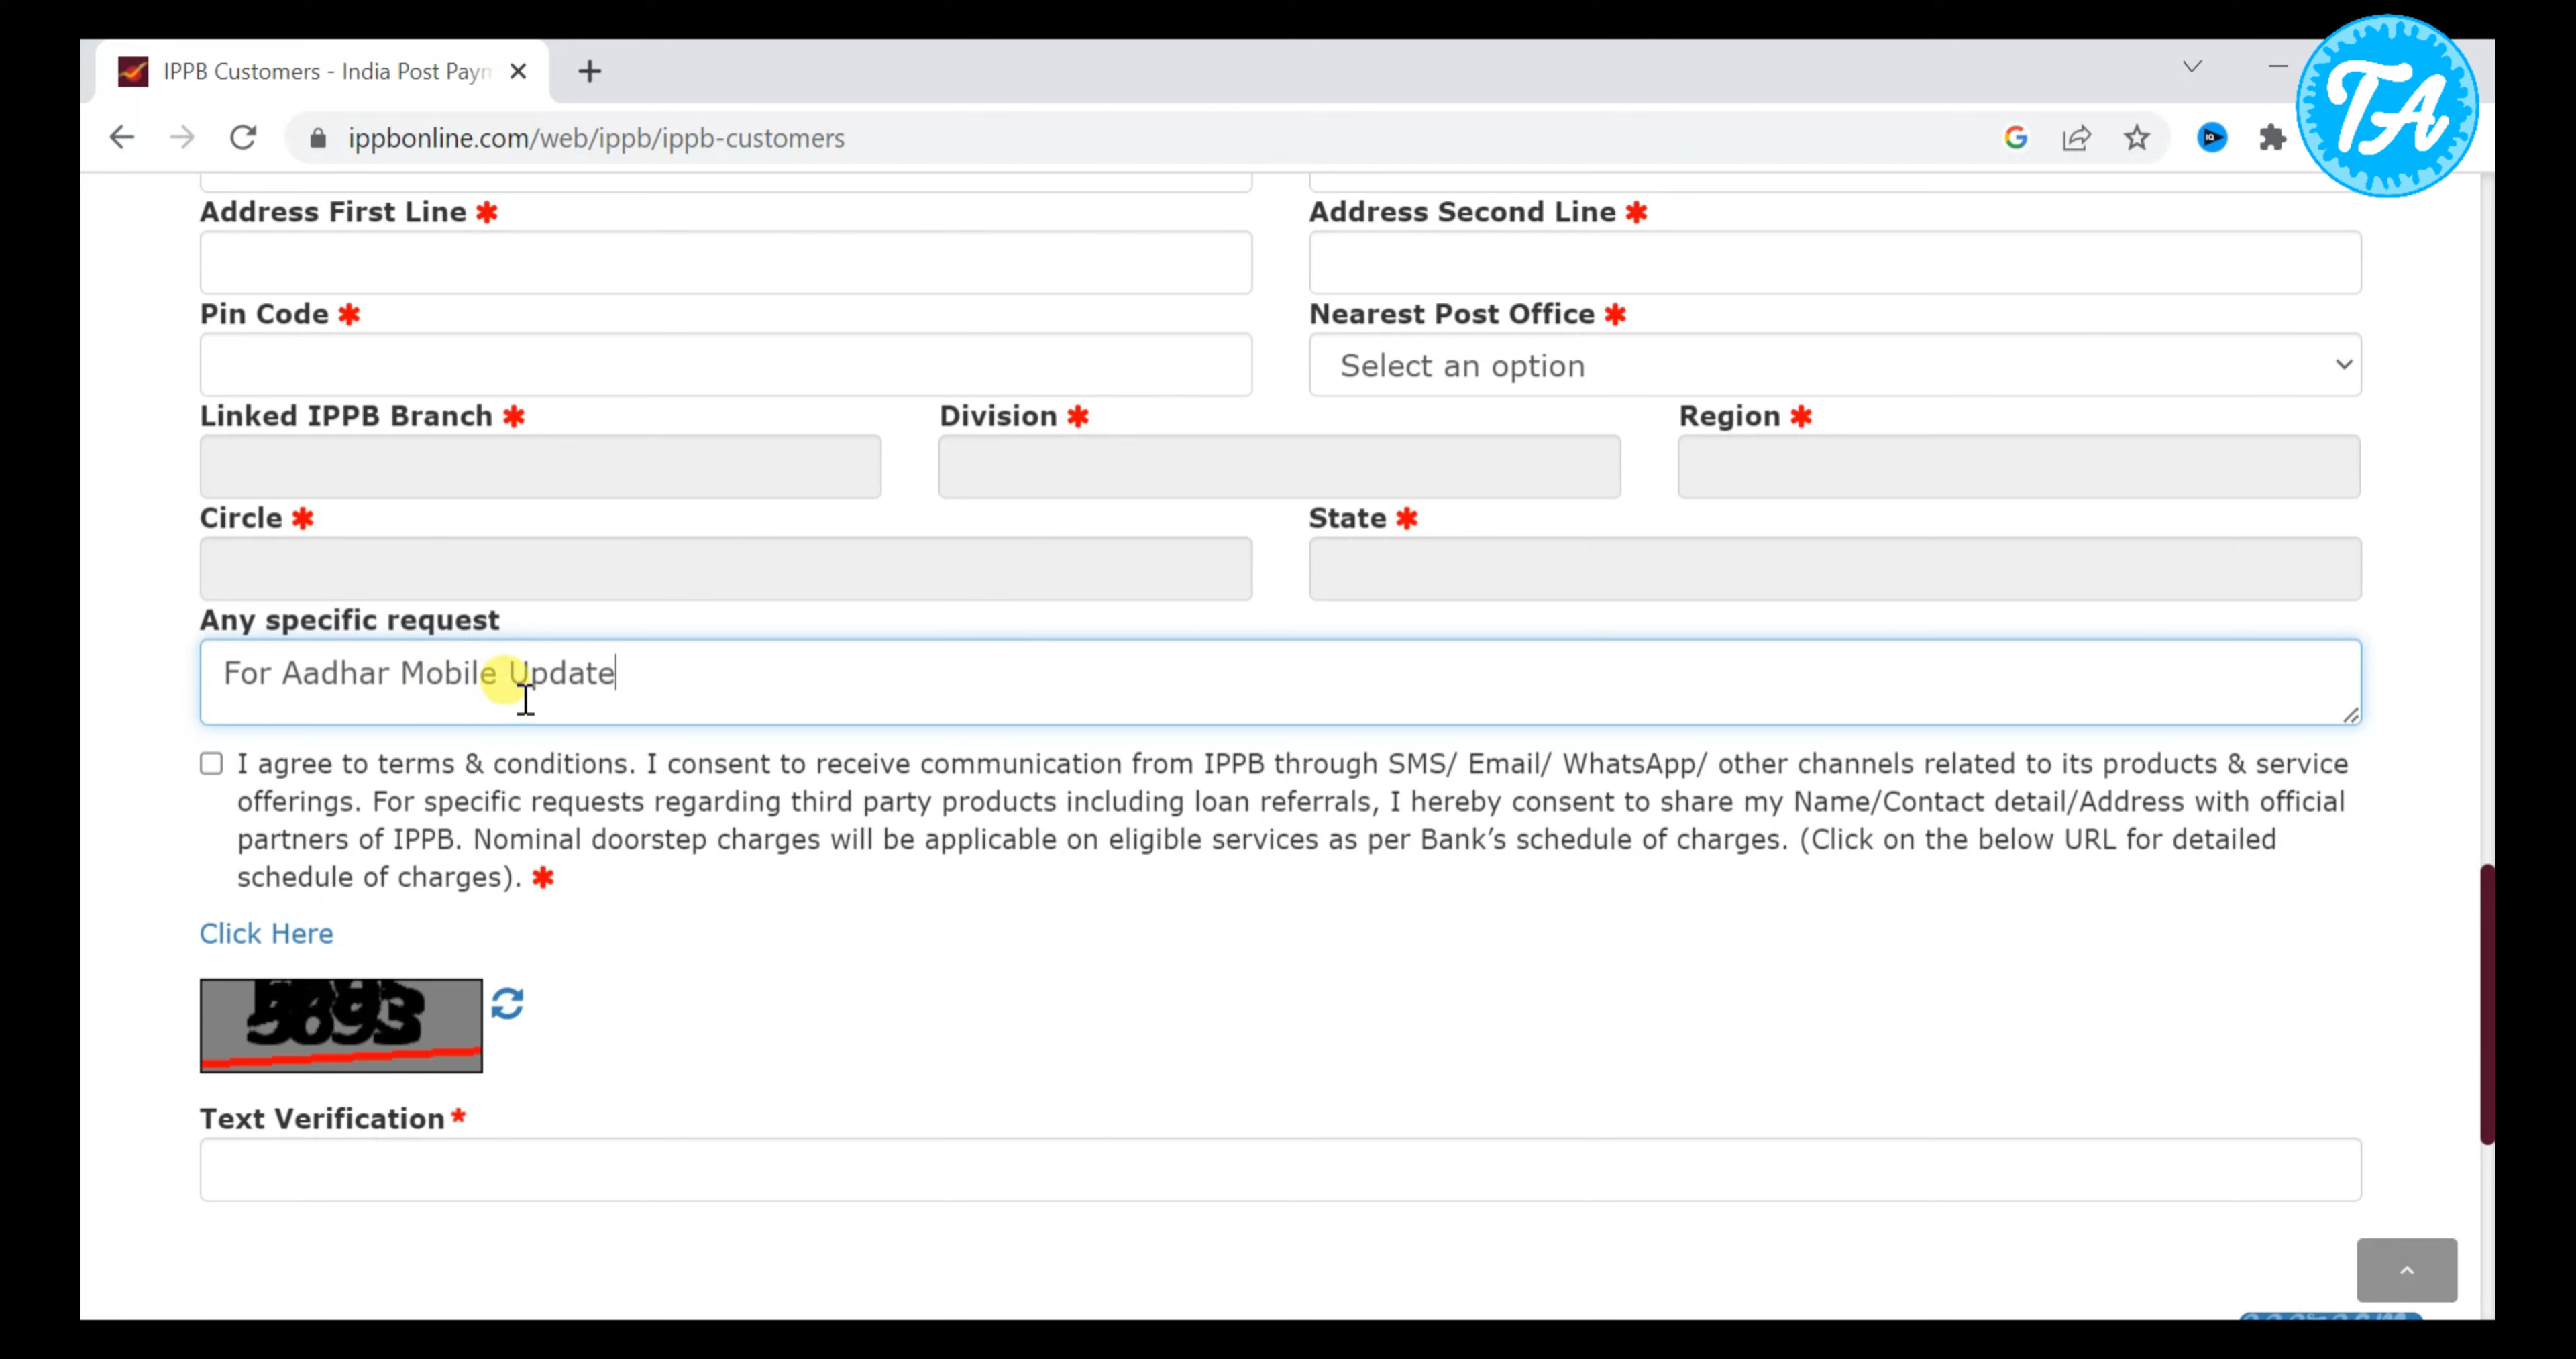 IPPB Customers - India Post Payn
ippbonline.com/web/ippb/ippb-customers
TA
Address First Line *
Address Second Line *
Pin Code *
Nearest Post Office *
Select an option
Linked IPPB Branch *
Division *
Region *
Circle *
State *
Any specific request
For Aadhar Mobile Update
I agree to terms & conditions. I consent to receive communication from IPPB through SMS/ Email/ WhatsApp/ other channels related to its products & service
offerings. For specific requests regarding third party products including loan referrals, I hereby consent to share my Name/Contact detail/Address with official
partners of IPPB. Nominal doorstep charges will be applicable on eligible services as per Bank’s schedule of charges. (Click on the below URL for detailed
schedule of charges). *
Click Here
Text Verification *